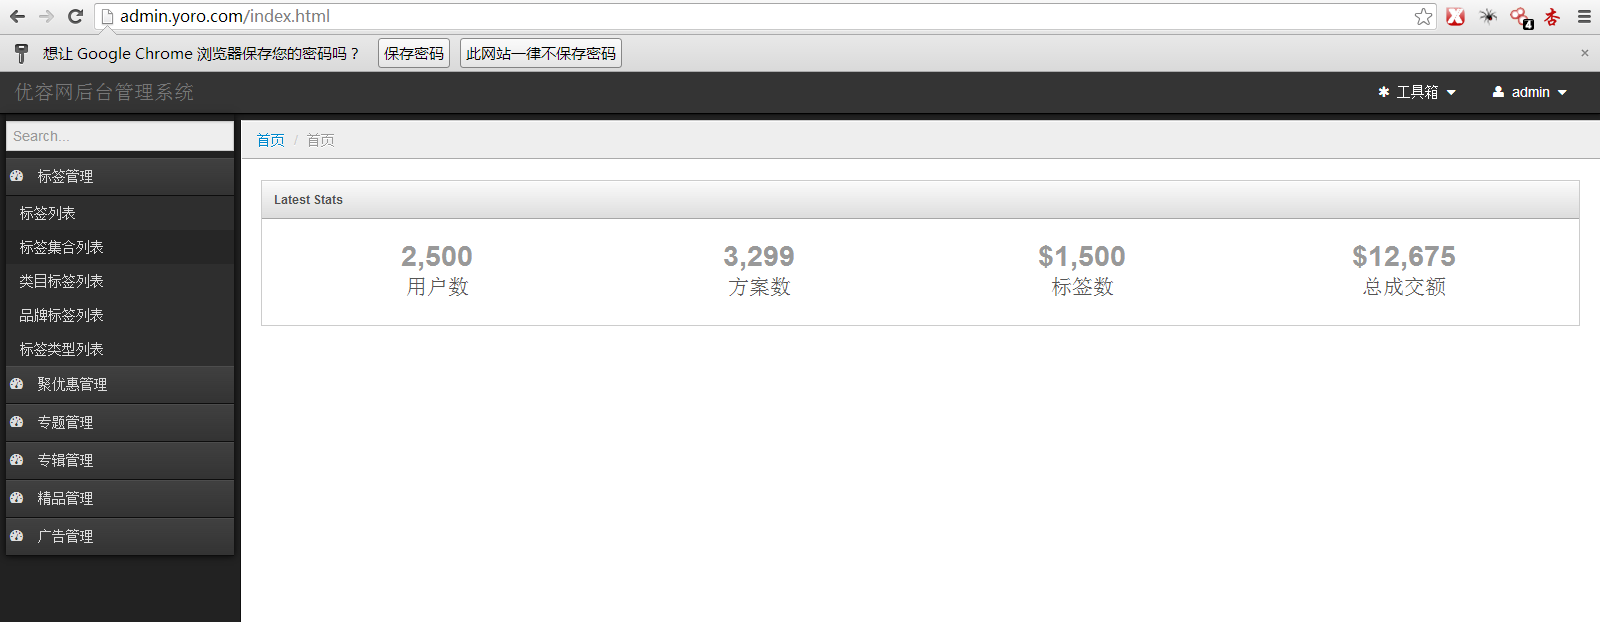 admin.yoro.com/index.html
4
杏
想让 Google Chrome 浏览器保存您的密码吗？ 保存密码 此网站一律不保存密码 ×
优容网后台管理系统 工具箱 admin
Search...
首页 / 首页
标签管理
标签列表
标签集合列表
类目标签列表
品牌标签列表
标签类型列表
聚优惠管理
专题管理
专辑管理
精品管理
广告管理
Latest Stats
2,500 3,299 $1,500 $12,675
用户数 方案数 标签数 总成交额